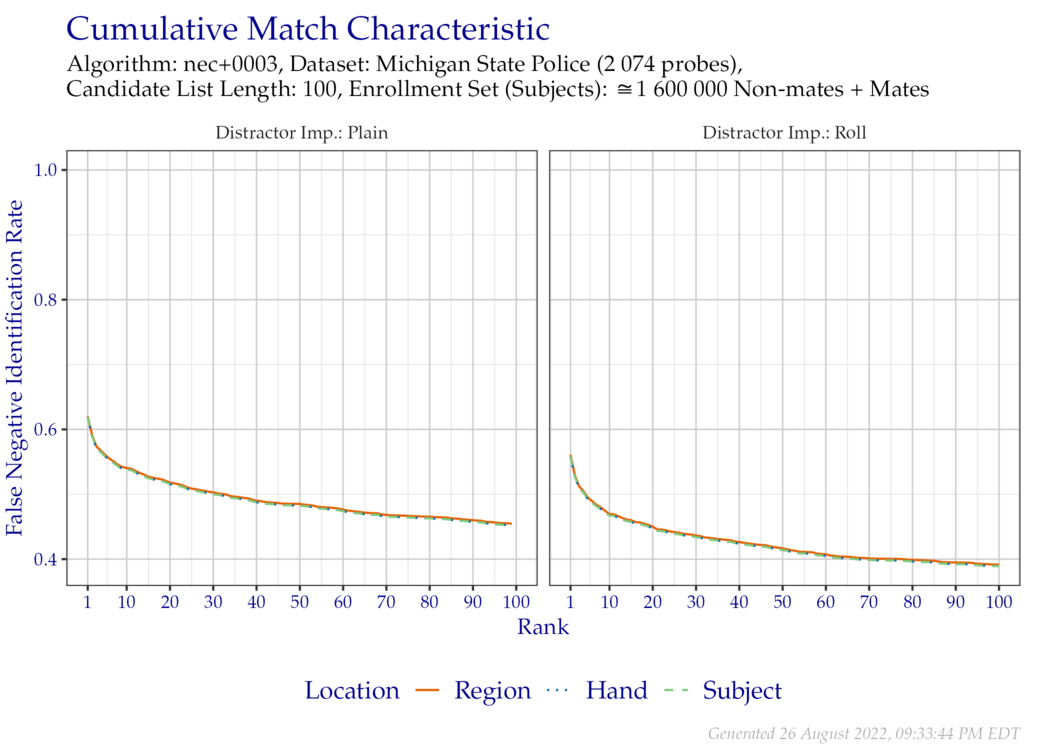 Cumulative Match Characteristic
Algorithm: nec+0003, Dataset: Michigan State Police (2 074 probes),
Candidate List Length: 100, Enrollment Set (Subjects): ≅1 600 000 Non-mates + Mates
Distractor Imp.: Plain
Distractor Imp.: Roll
False Negative Identification Rate
1.0
0.8
0.6
0.4
1 10 20 30 40 50 60 70 80 90 100
1 10 20 30 40 50 60 70 80 90 100
Rank
Location Region Hand Subject
Generated 26 August 2022, 09:33:44 PM EDT